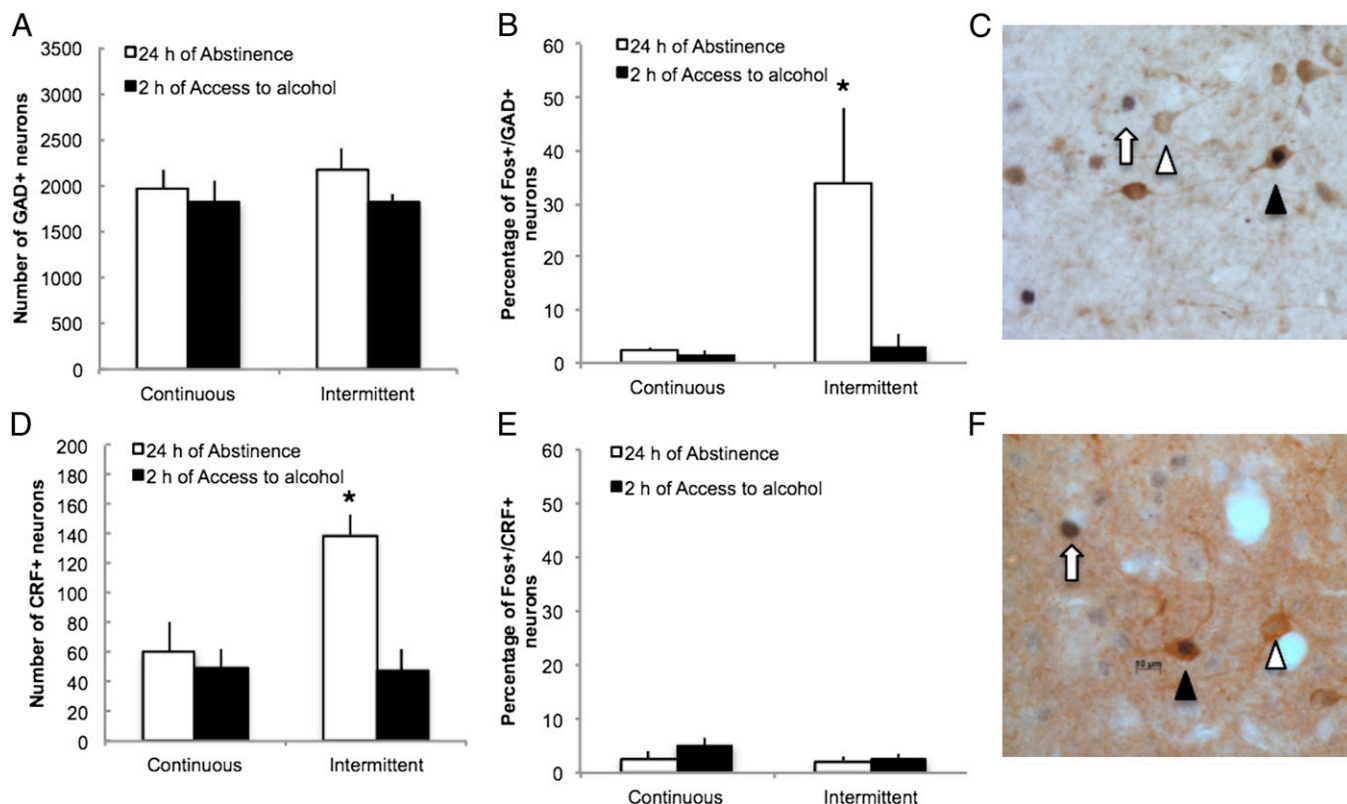 A
Number of GAD+ neurons
3500
3000
2500
2000
1500
1000
500
0
24 h of Abstinence
2 h of Access to alcohol
Continuous
Intermittent
B
Percentage of Fos+/GAD+
neurons
60
50
40
30
20
10
0
24 h of Abstinence
2 h of Access to alcohol
*
Continuous
Intermittent
C
D
Number of CRF+ neurons
200
180
160
140
120
100
80
60
40
20
0
24 h of Abstinence
2 h of Access to alcohol
*
Continuous
Intermittent
E
Percentage of Fos+/CRF+
neurons
60
50
40
30
20
10
0
24 h of Abstinence
2 h of Access to alcohol
Continuous
Intermittent
F
10 µm